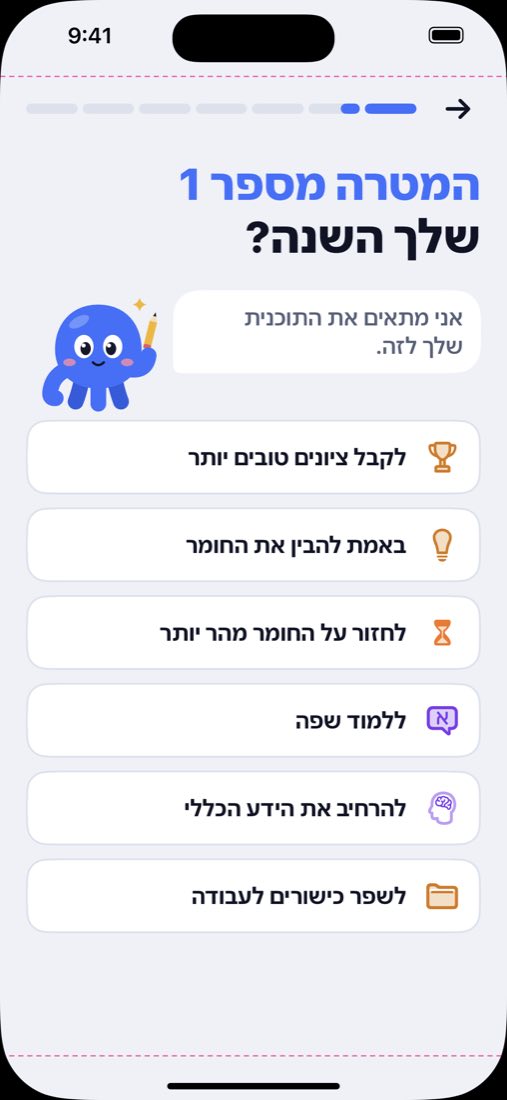 9:41
המטרה מספר 1
שלך השנה?
אני מתאים את התוכנית
שלך לזה.
לקבל ציונים טובים יותר
באמת להבין את החומר
לחזור על החומר מהר יותר
א
ללמוד שפה
להרחיב את הידע הכללי
לשפר כישורים לעבודה